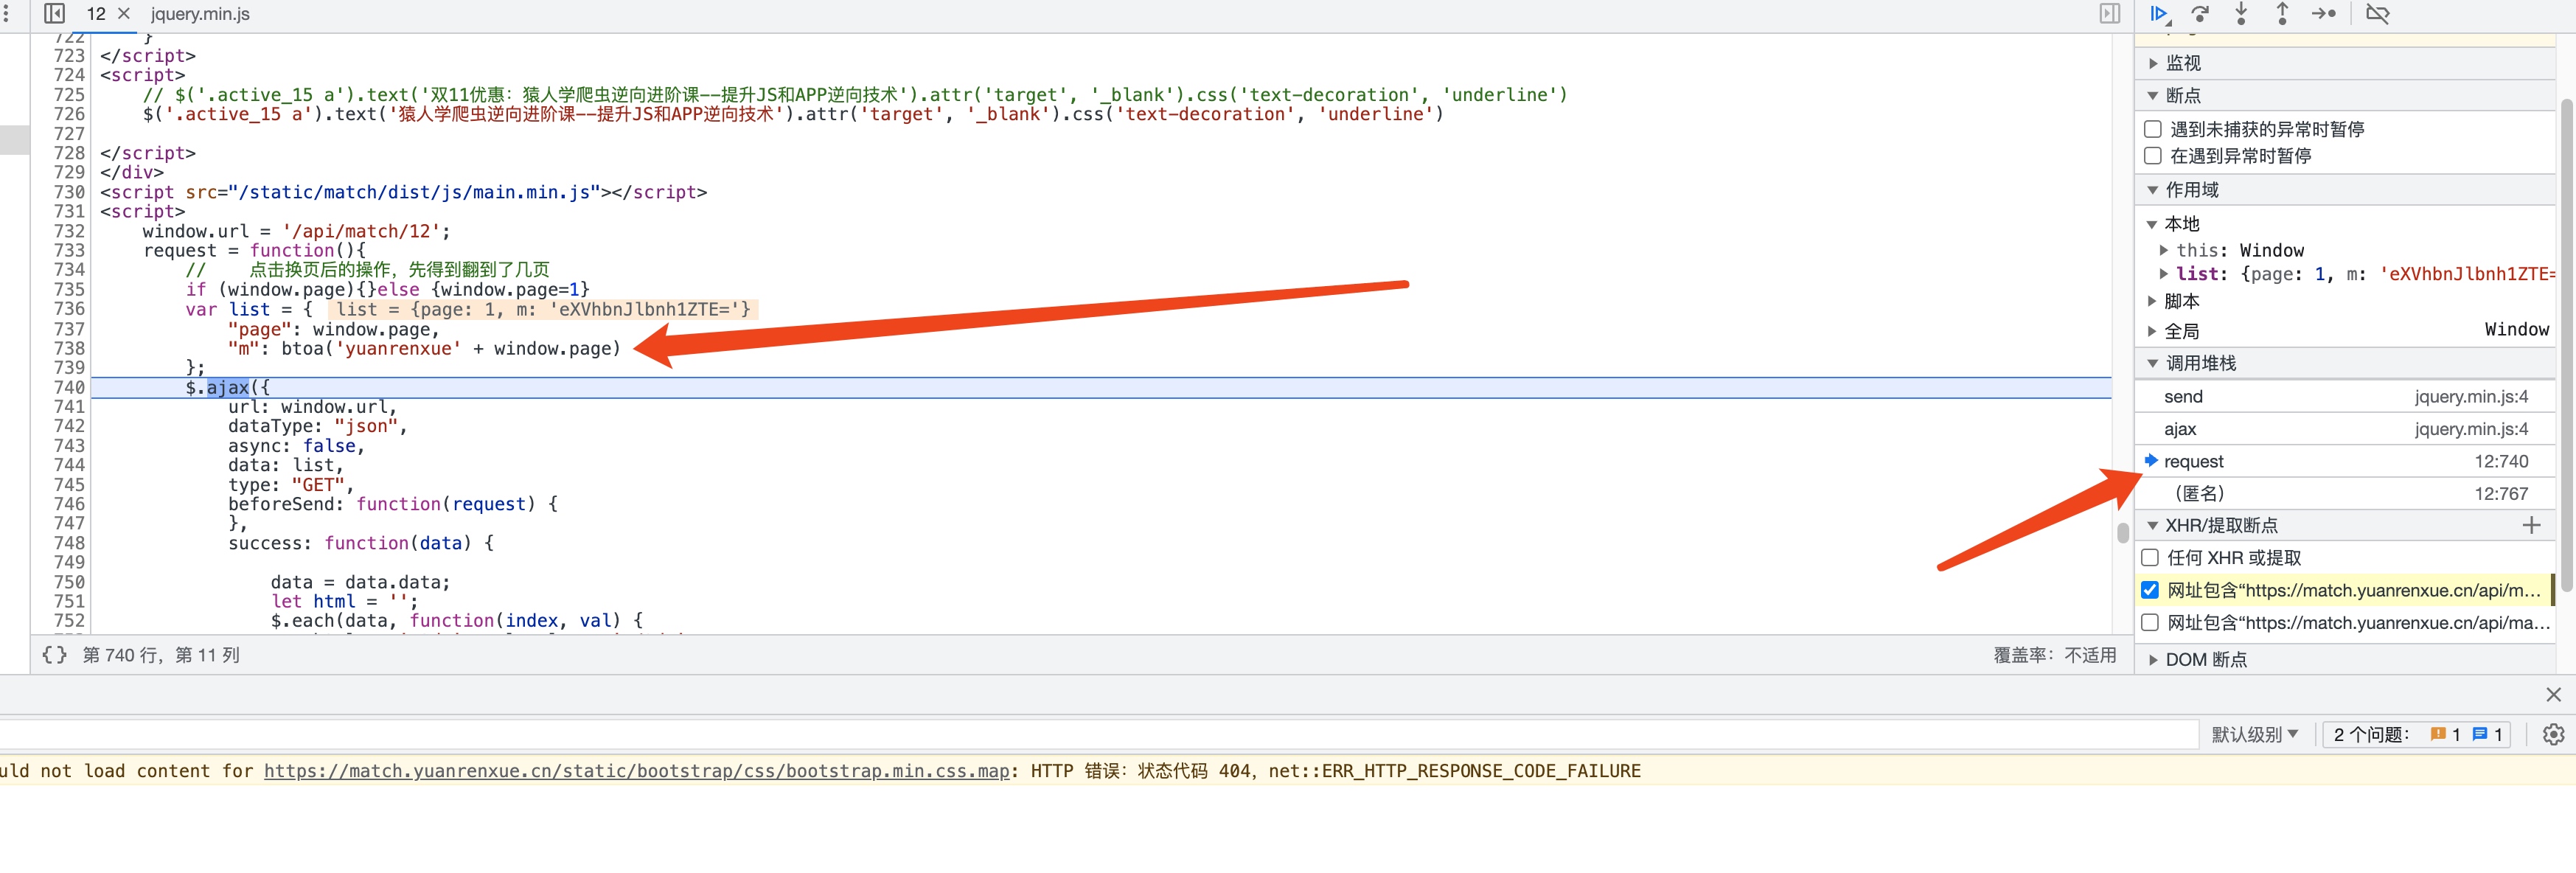 12 × jquery.min.js
722 }
723 </script>
724 <script>
725 // $('.active_15 a').text('双11优惠：猿人学爬虫逆向进阶课--提升JS和APP逆向技术').attr('target', '_blank').css('text-decoration', 'underline')
726 $('.active_15 a').text('猿人学爬虫逆向进阶课--提升JS和APP逆向技术').attr('target', '_blank').css('text-decoration', 'underline')
727
728 </script>
729 </div>
730 <script src="/static/match/dist/js/main.min.js"></script>
731 <script>
732 window.url = '/api/match/12';
733 request = function(){
734 // 点击换页后的操作，先得到翻到了几页
735 if (window.page){}else {window.page=1}
736 var list = { list = {page: 1, m: 'eXVhbnJlbnh1ZTE='}
737 "page": window.page,
738 "m": btoa('yuanrenxue' + window.page)
739 };
740 $.ajax({
741 url: window.url,
742 dataType: "json",
743 async: false,
744 data: list,
745 type: "GET",
746 beforeSend: function(request) {
747 },
748 success: function(data) {
749
750 data = data.data;
751 let html = '';
752 $.each(data, function(index, val) {
{} 第 740 行，第 11 列
覆盖率：不适用
监视
断点
遇到未捕获的异常时暂停
在遇到异常时暂停
作用域
本地
this: Window
list: {page: 1, m: 'eXVhbnJlbnh1ZTE=
脚本
全局 Window
调用堆栈
send jquery.min.js:4
ajax jquery.min.js:4
request 12:740
（匿名） 12:767
XHR/提取断点 +
任何 XHR 或提取
网址包含“https://match.yuanrenxue.cn/api/m…
网址包含“https://match.yuanrenxue.cn/api/ma…
DOM 断点
默认级别 2 个问题： 1 1
uld not load content for https://match.yuanrenxue.cn/static/bootstrap/css/bootstrap.min.css.map: HTTP 错误：状态代码 404，net::ERR_HTTP_RESPONSE_CODE_FAILURE